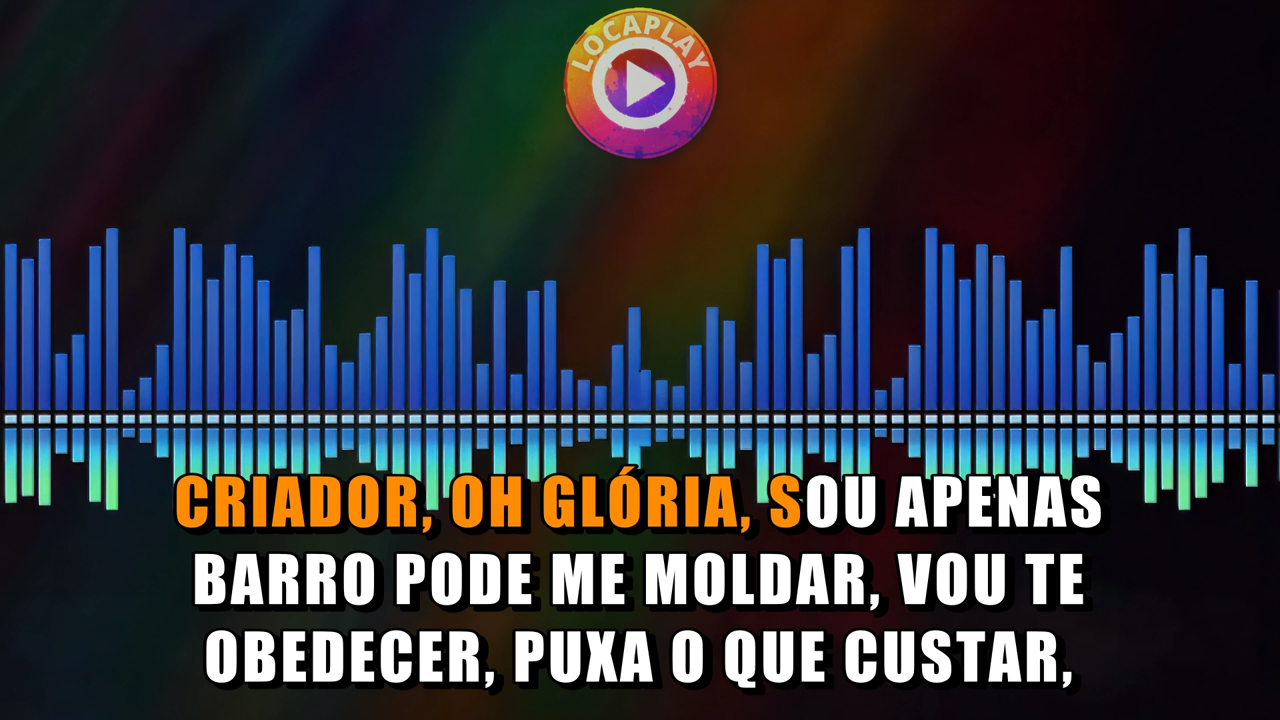 LOCAPLAY
CRIADOR, OH GLÓRIA, SOU APENAS
BARRO PODE ME MOLDAR, VOU TE
OBEDECER, PUXA O QUE CUSTAR,